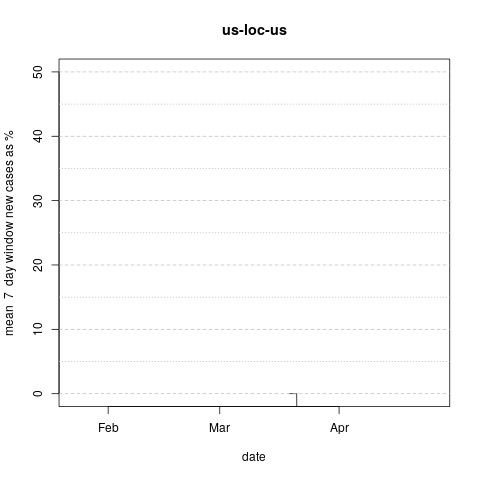 us-loc-us
mean  7  day window new cases as %
50
40
30
20
10
0
Feb
Mar
Apr
date